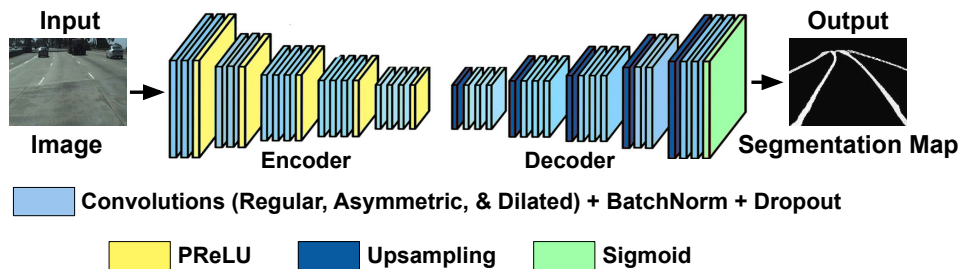 Input
Output
Image
Encoder
Decoder
Segmentation Map
Convolutions (Regular, Asymmetric, & Dilated) + BatchNorm + Dropout
PReLU
Upsampling
Sigmoid